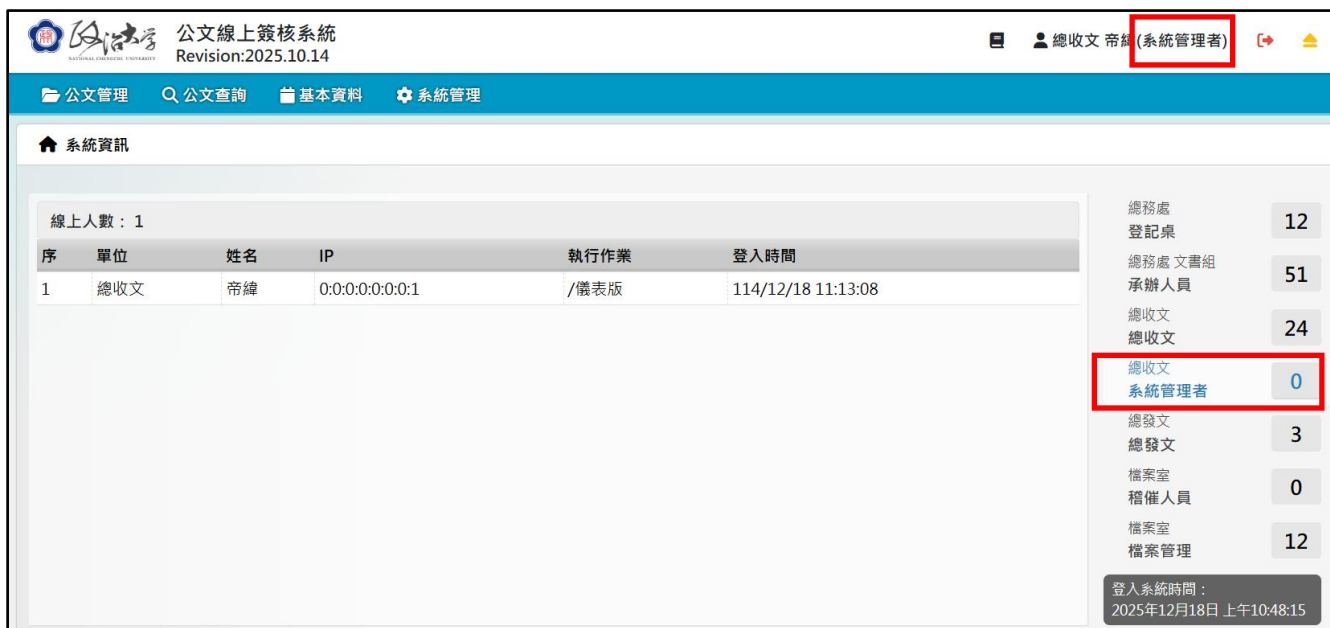 政治大學
NATIONAL CHENGCHI UNIVERSITY
公文線上簽核系統
Revision:2025.10.14
總收文 帝緯(系統管理者)
公文管理 公文查詢 基本資料 系統管理
系統資訊
線上人數：1
序 單位 姓名 IP 執行作業 登入時間
1 總收文 帝緯 0:0:0:0:0:0:0:1 /儀表版 114/12/18 11:13:08
總務處
登記桌
12
總務處 文書組
承辦人員
51
總收文
總收文
24
總收文
系統管理者
0
總發文
總發文
3
檔案室
稽催人員
0
檔案室
檔案管理
12
登入系統時間：
2025年12月18日 上午10:48:15